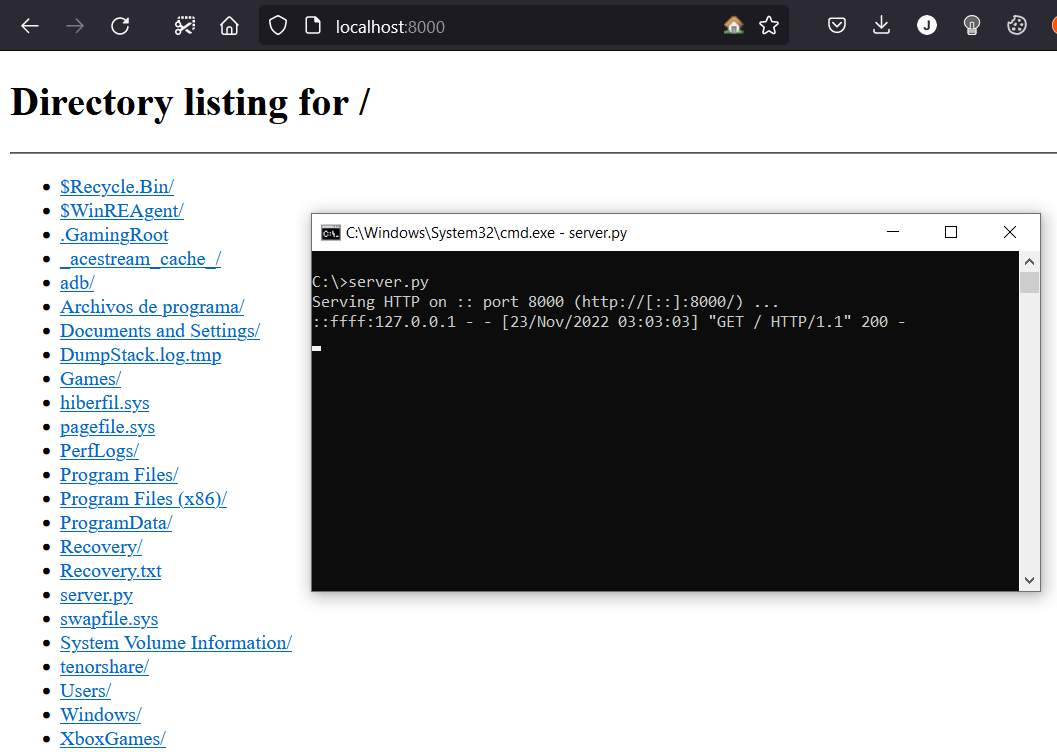 localhost:8000
J
Directory listing for /
$Recycle.Bin/
$WinREAgent/
.GamingRoot
_acestream_cache_/
adb/
Archivos de programa/
Documents and Settings/
DumpStack.log.tmp
Games/
hiberfil.sys
pagefile.sys
PerfLogs/
Program Files/
Program Files (x86)/
ProgramData/
Recovery/
Recovery.txt
server.py
swapfile.sys
System Volume Information/
tenorshare/
Users/
Windows/
XboxGames/
C:\Windows\System32\cmd.exe - server.py
C:\>server.py
Serving HTTP on :: port 8000 (http://[::]:8000/) ...
::ffff:127.0.0.1 - - [23/Nov/2022 03:03:03] "GET / HTTP/1.1" 200 -